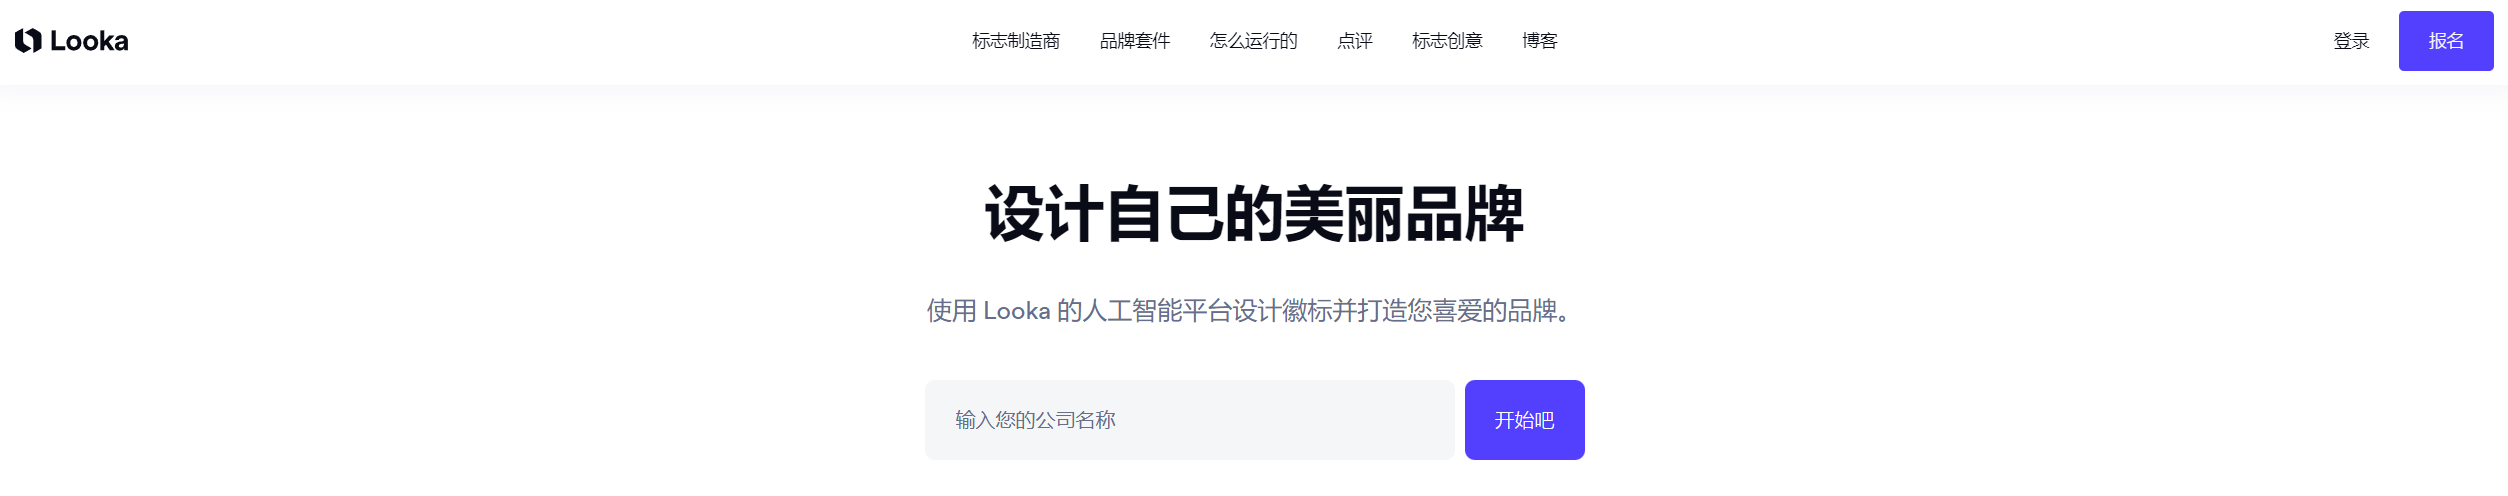 Looka 标志制造商 品牌套件 怎么运行的 点评 标志创意 博客 登录 报名
设计自己的美丽品牌
使用 Looka 的人工智能平台设计徽标并打造您喜爱的品牌。
输入您的公司名称 开始吧